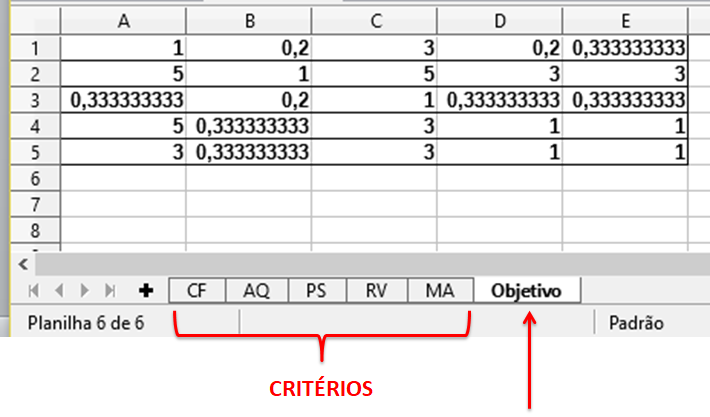 A B C D E
1 1 0,2 3 0,2 0,333333333
2 5 1 5 3 3
3 0,333333333 0,2 1 0,333333333 0,333333333
4 5 0,333333333 3 1 1
5 3 0,333333333 3 1 1
6
7
8
CF AQ PS RV MA Objetivo
Planilha 6 de 6 Padrão
CRITÉRIOS